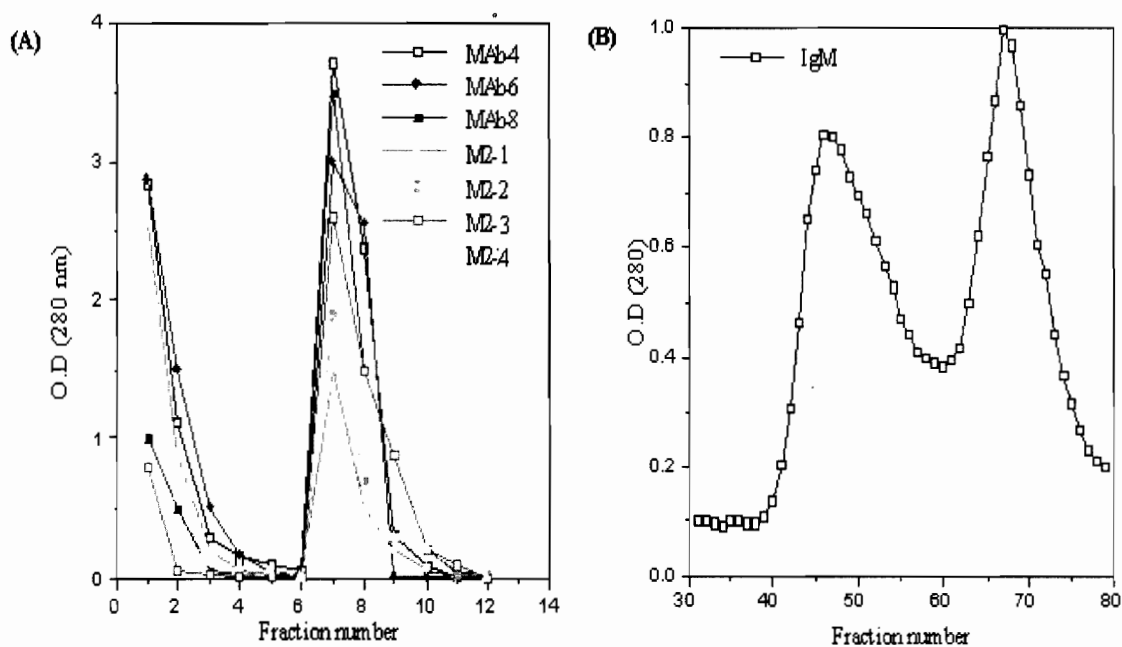 (A)
4
3
2
1
0
O.D (280 nm)
MAb4
MAb6
MAb8
M2-1
M2-2
M2-3
M2-4
0 2 4 6 8 10 12 14
Fraction number
(B)
1.0
0.8
0.6
0.4
0.2
0.0
O.D (280)
IgM
30 40 50 60 70 80
Fraction number